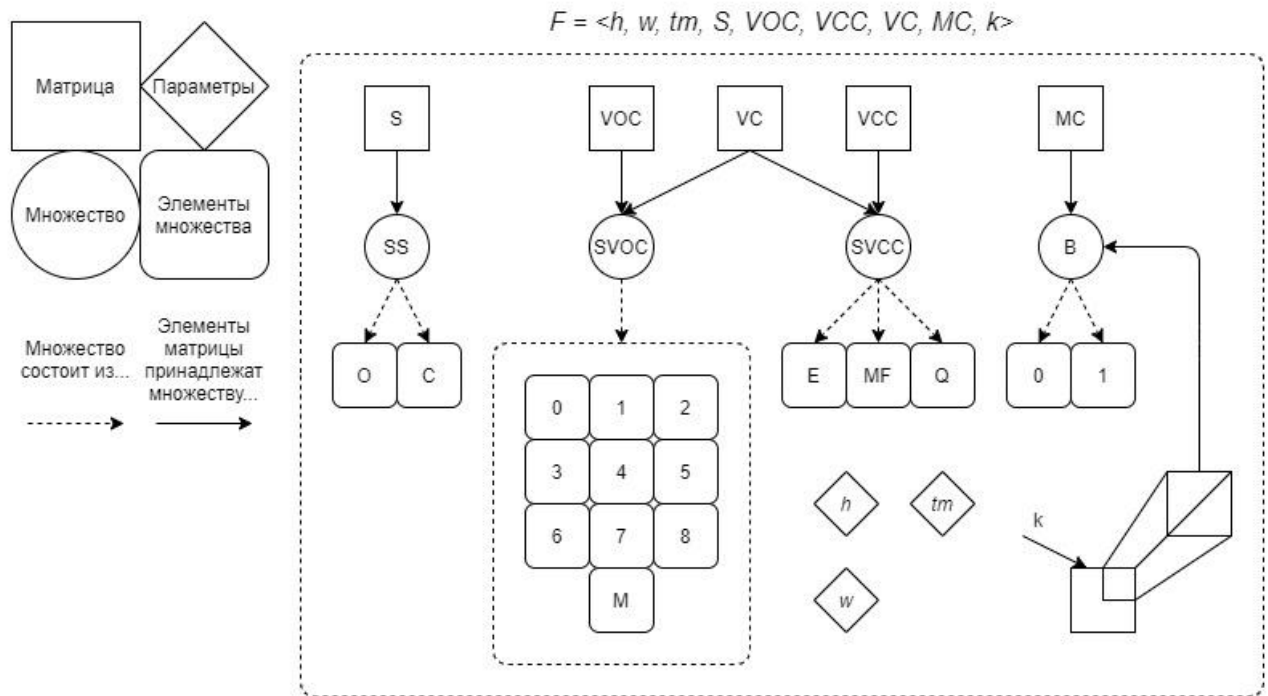 F = <h, w, tm, S, VOC, VCC, VC, MC, k>
Матрица
Параметры
Множество
Элементы
множества
Множество
состоит из...
Элементы
матрицы
принадлежат
множеству...
S
VOC
VC
VCC
MC
SS
SVOC
SVCC
B
O
C
0
1
2
3
4
5
6
7
8
M
E
MF
Q
0
1
h
tm
w
k